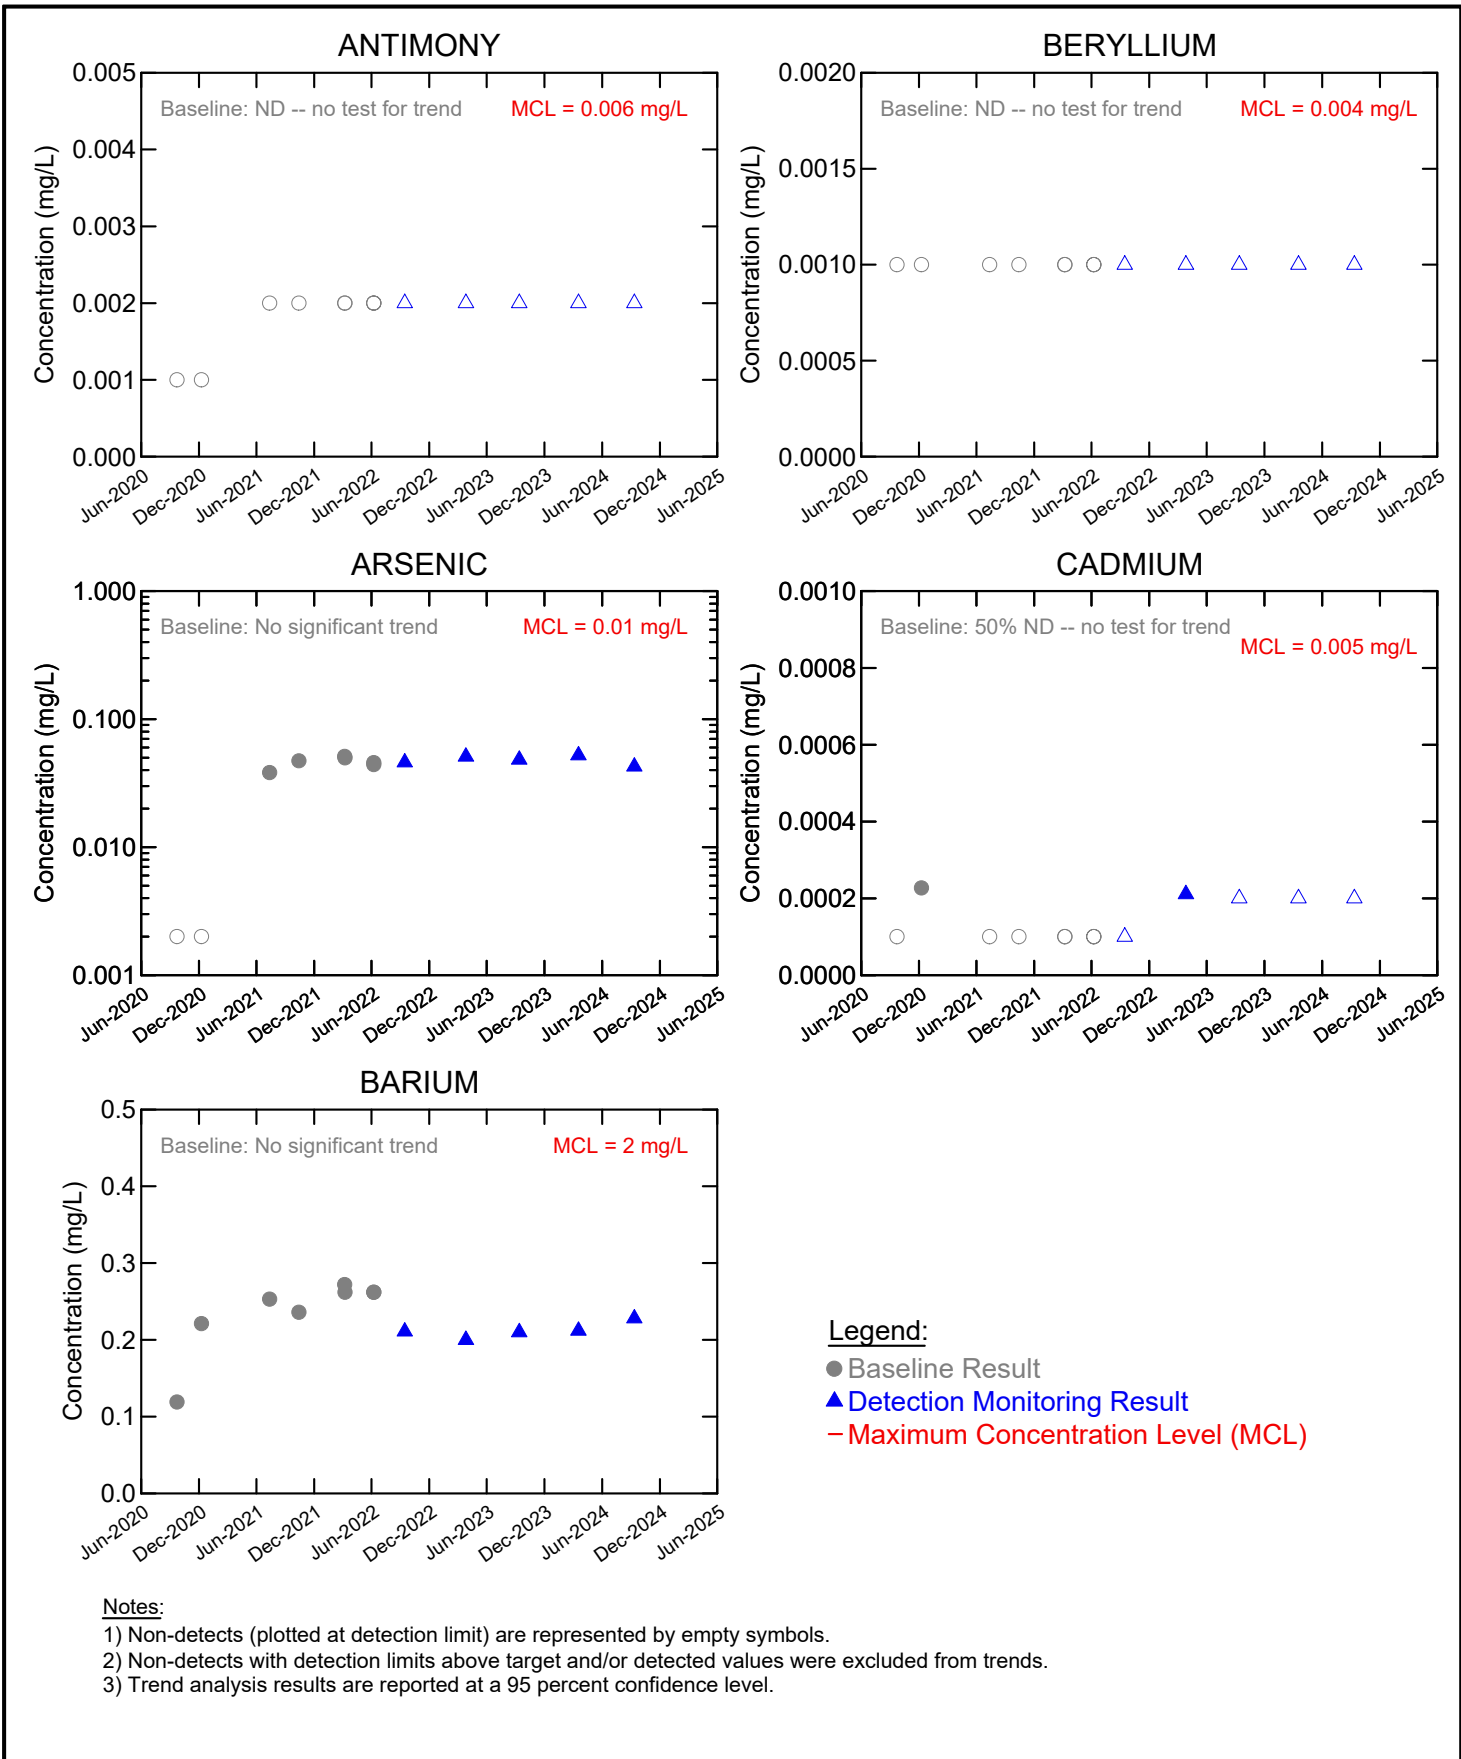 ANTIMONY
0.005
0.004
0.003
0.002
0.001
0.000
Concentration (mg/L)
Baseline: ND -- no test for trend
MCL = 0.006 mg/L
Jun-2020
Dec-2020
Jun-2021
Dec-2021
Jun-2022
Dec-2022
Jun-2023
Dec-2023
Jun-2024
Dec-2024
Jun-2025
BERYLLIUM
0.0020
0.0015
0.0010
0.0005
0.0000
Concentration (mg/L)
Baseline: ND -- no test for trend
MCL = 0.004 mg/L
Jun-2020
Dec-2020
Jun-2021
Dec-2021
Jun-2022
Dec-2022
Jun-2023
Dec-2023
Jun-2024
Dec-2024
Jun-2025
ARSENIC
1.000
0.100
0.010
0.001
Concentration (mg/L)
Baseline: No significant trend
MCL = 0.01 mg/L
Jun-2020
Dec-2020
Jun-2021
Dec-2021
Jun-2022
Dec-2022
Jun-2023
Dec-2023
Jun-2024
Dec-2024
Jun-2025
CADMIUM
0.0010
0.0008
0.0006
0.0004
0.0002
0.0000
Concentration (mg/L)
Baseline: 50% ND -- no test for trend
MCL = 0.005 mg/L
Jun-2020
Dec-2020
Jun-2021
Dec-2021
Jun-2022
Dec-2022
Jun-2023
Dec-2023
Jun-2024
Dec-2024
Jun-2025
BARIUM
0.5
0.4
0.3
0.2
0.1
0.0
Concentration (mg/L)
Baseline: No significant trend
MCL = 2 mg/L
Jun-2020
Dec-2020
Jun-2021
Dec-2021
Jun-2022
Dec-2022
Jun-2023
Dec-2023
Jun-2024
Dec-2024
Jun-2025
Legend:
Baseline Result
Detection Monitoring Result
Maximum Concentration Level (MCL)
Notes:
1) Non-detects (plotted at detection limit) are represented by empty symbols.
2) Non-detects with detection limits above target and/or detected values were excluded from trends.
3) Trend analysis results are reported at a 95 percent confidence level.